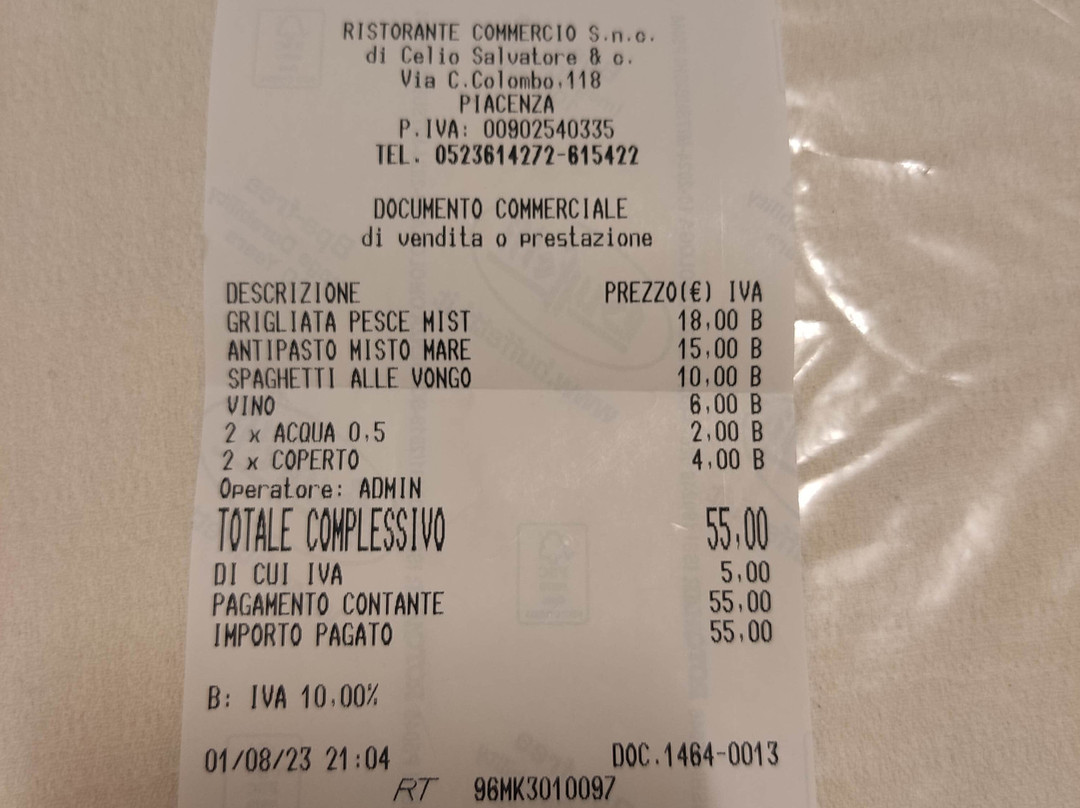 RISTORANTE COMMERCIO S.n.c.
di Celio Salvatore & c.
Via C.Colombo,118
PIACENZA
P.IVA: 00902540335
TEL. 0523614272-615422
DOCUMENTO COMMERCIALE
di vendita o prestazione
DESCRIZIONE PREZZO(€) IVA
GRIGLIATA PESCE MIST 18,00 B
ANTIPASTO MISTO MARE 15,00 B
SPAGHETTI ALLE VONGO 10,00 B
VINO 6,00 B
2 x ACQUA 0,5 2,00 B
2 x COPERTO 4,00 B
Operatore: ADMIN
TOTALE COMPLESSIVO 55,00
DI CUI IVA 5,00
PAGAMENTO CONTANTE 55,00
IMPORTO PAGATO 55,00
B: IVA 10,00%
01/08/23 21:04 DOC.1464-0013
RT 96MK3010097